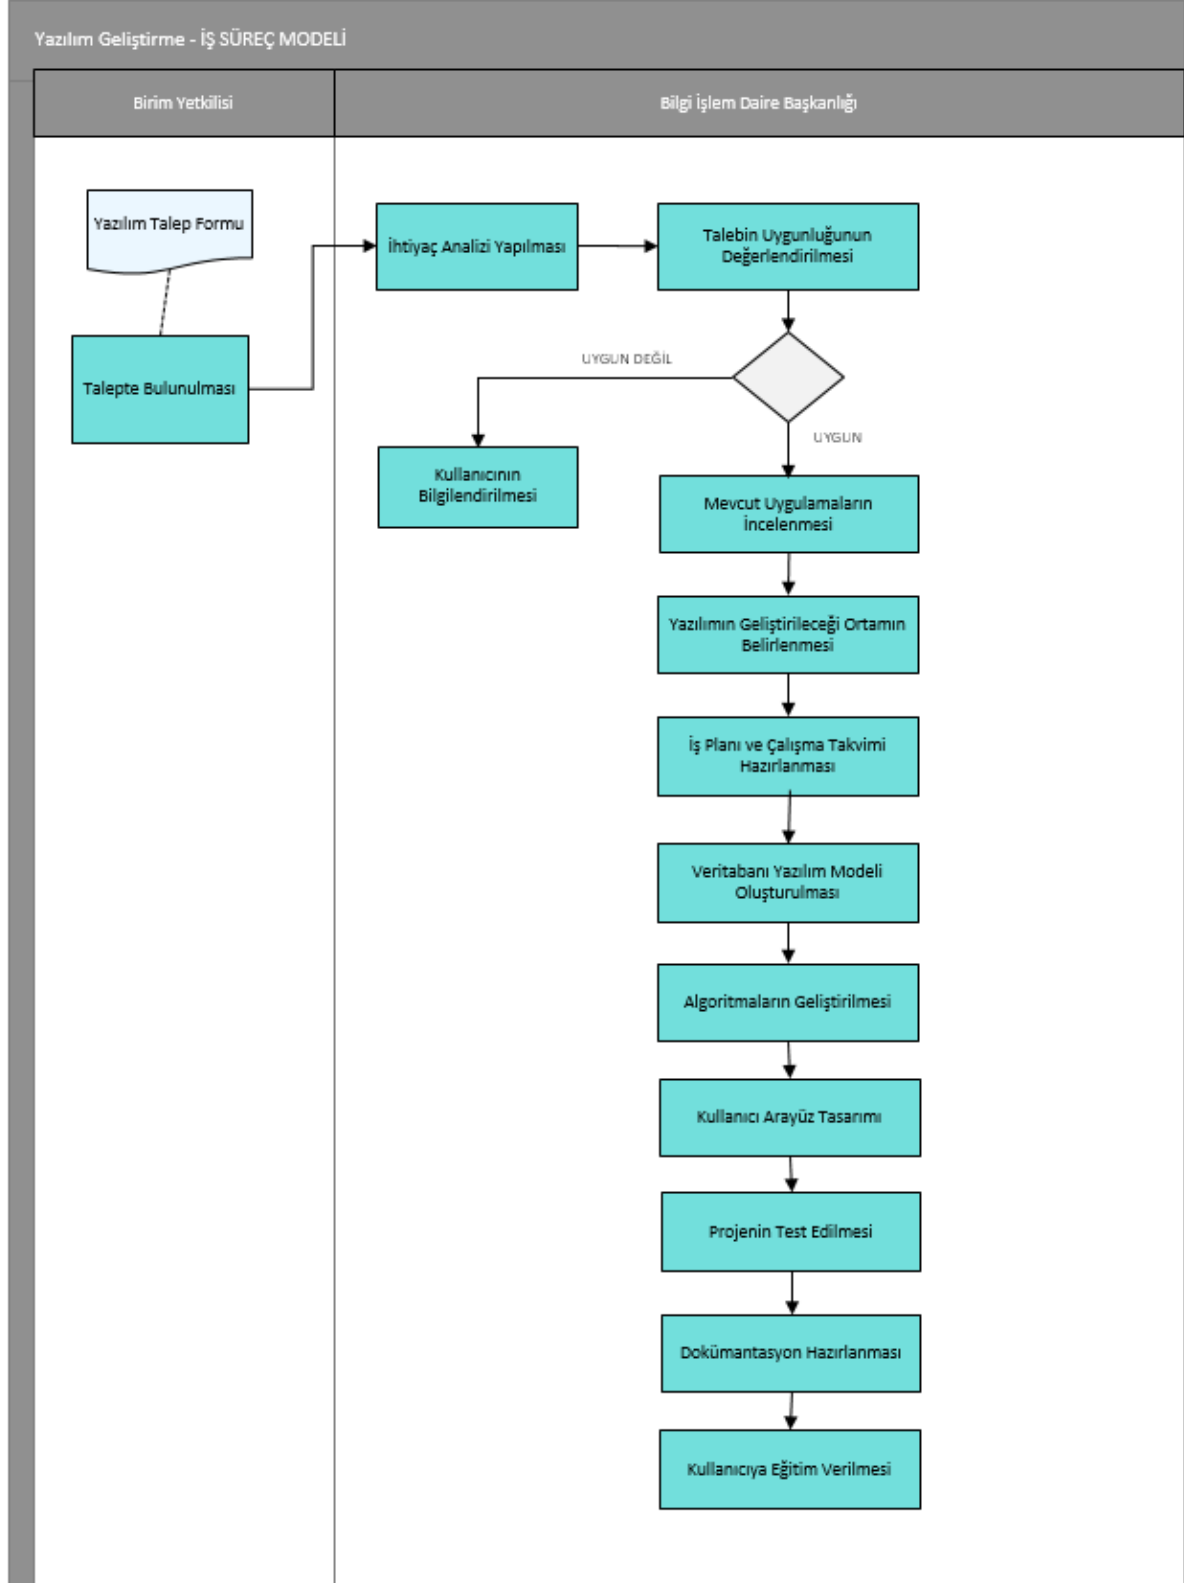 Yazılım Geliştirme - İŞ SÜREÇ MODELİ
Birim Yetkilisi
Bilgi İşlem Daire Başkanlığı
Yazılım Talep Formu
Talepte Bulunulması
İhtiyaç Analizi Yapılması
Talebin Uygunluğunun
Değerlendirilmesi
UYGUN DEĞİL
UYGUN
Kullanıcının
Bilgilendirilmesi
Mevcut Uygulamaların
İncelenmesi
Yazılımın Geliştirileceği Ortamın
Belirlenmesi
İş Planı ve Çalışma Takvimi
Hazırlanması
Veritabanı Yazılım Modeli
Oluşturulması
Algoritmaların Geliştirilmesi
Kullanıcı Arayüz Tasarımı
Projenin Test Edilmesi
Dokümantasyon Hazırlanması
Kullanıcıya Eğitim Verilmesi